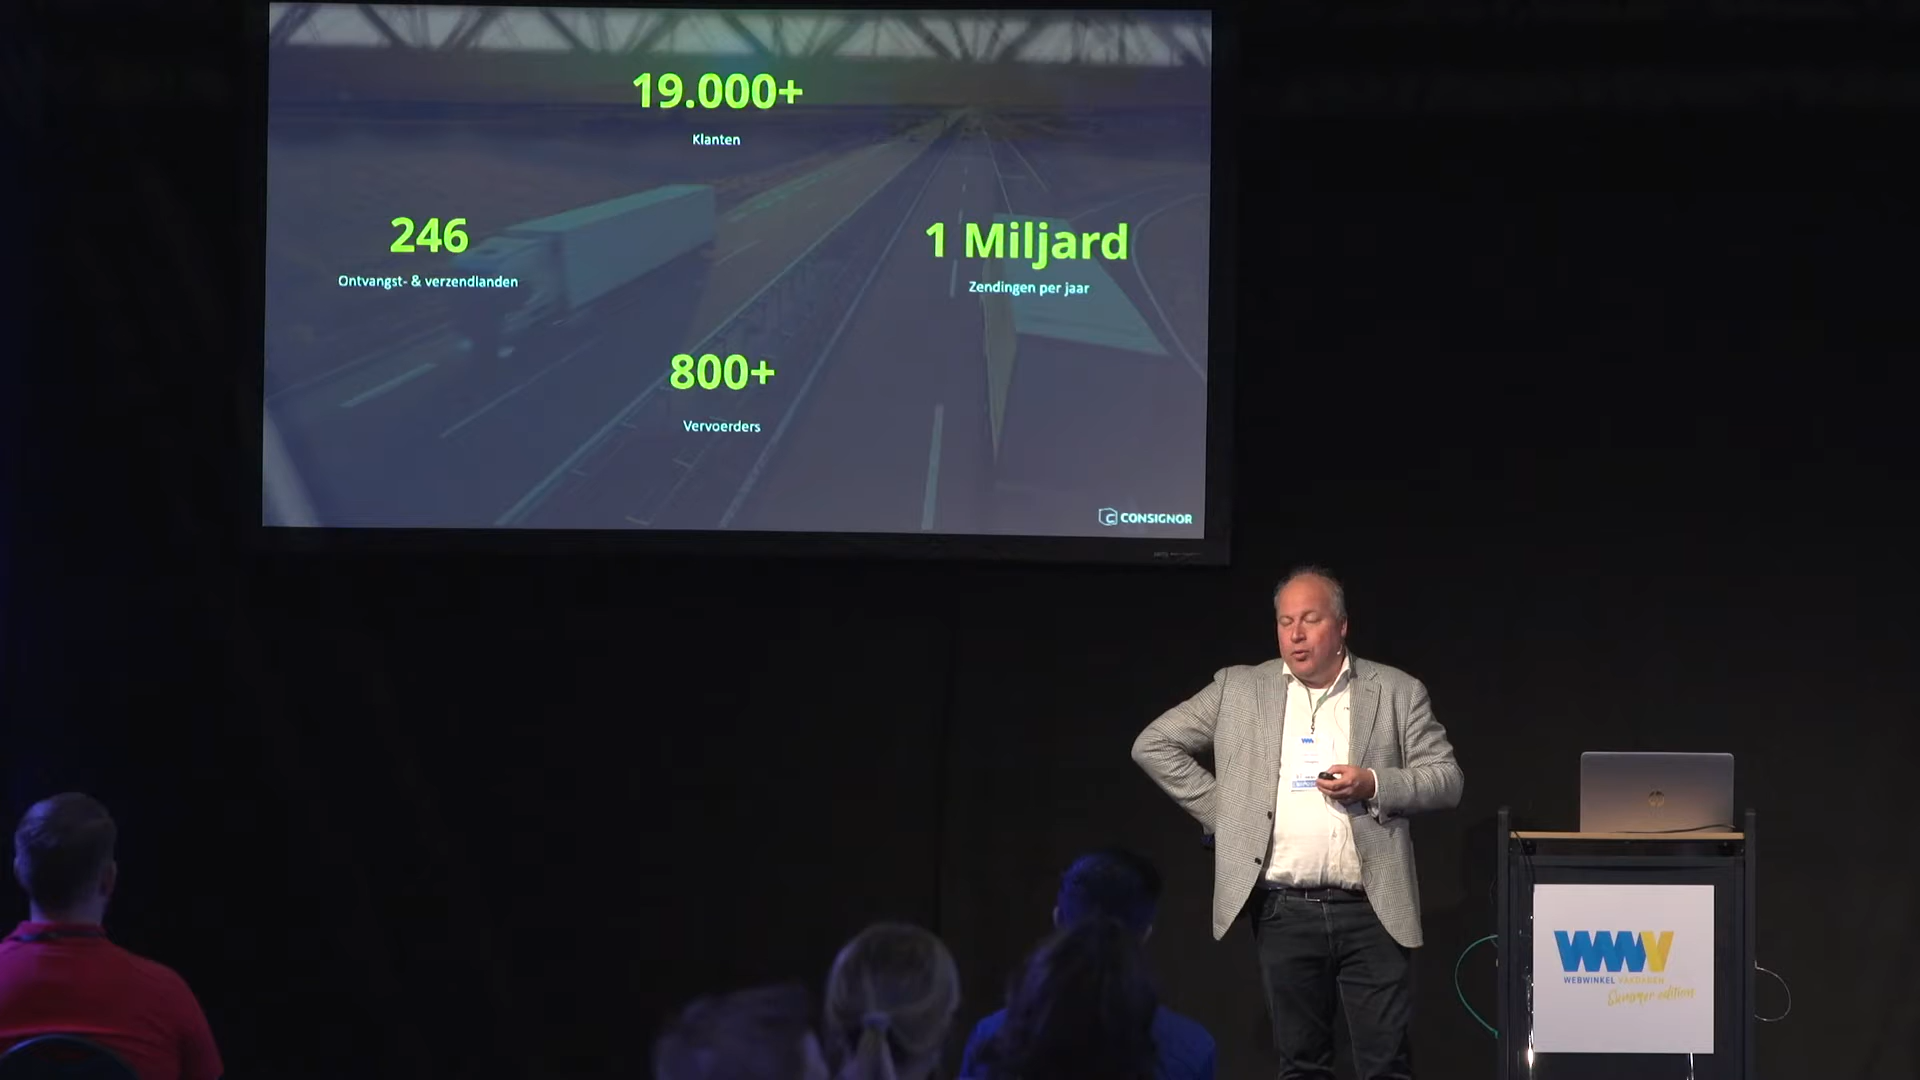 19.000+
Klanten
246
Ontvangst- & verzendlanden
1 Miljard
Zendingen per jaar
800+
Vervoerders
CONSIGNOR
hp
WWV
WEBWINKEL VAKDAGEN
Summer edition